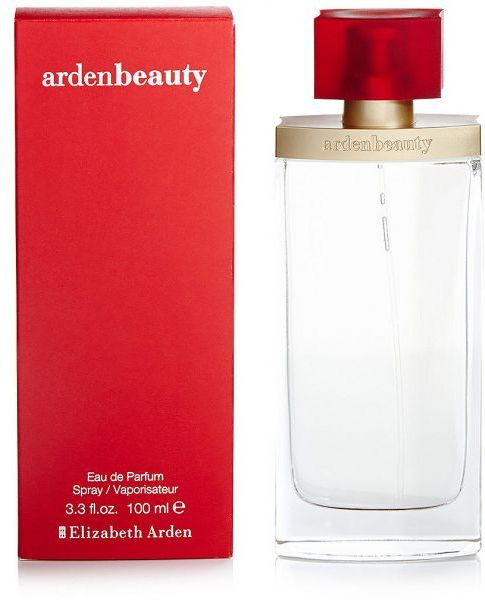 ardenbeauty
Eau de Parfum
Spray / Vaporisateur
3.3 fl.oz. 100 ml ℮
Elizabeth Arden
ardenbeauty